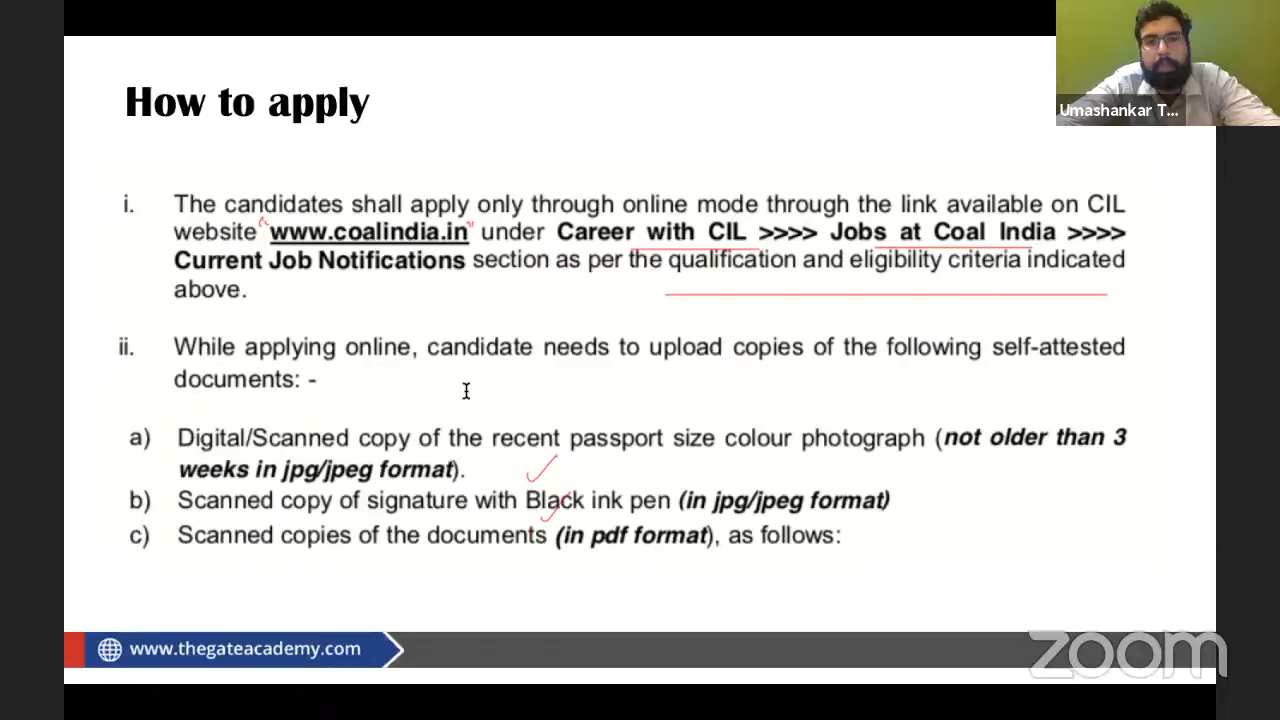 How to apply
Umashankar T...
i. The candidates shall apply only through online mode through the link available on CIL
website "www.coalindia.in" under Career with CIL >>>> Jobs at Coal India >>>>
Current Job Notifications section as per the qualification and eligibility criteria indicated
above.
ii. While applying online, candidate needs to upload copies of the following self-attested
documents: -
a) Digital/Scanned copy of the recent passport size colour photograph (not older than 3
weeks in jpg/jpeg format).
b) Scanned copy of signature with Black ink pen (in jpg/jpeg format)
c) Scanned copies of the documents (in pdf format), as follows:
www.thegateacademy.com
zoom